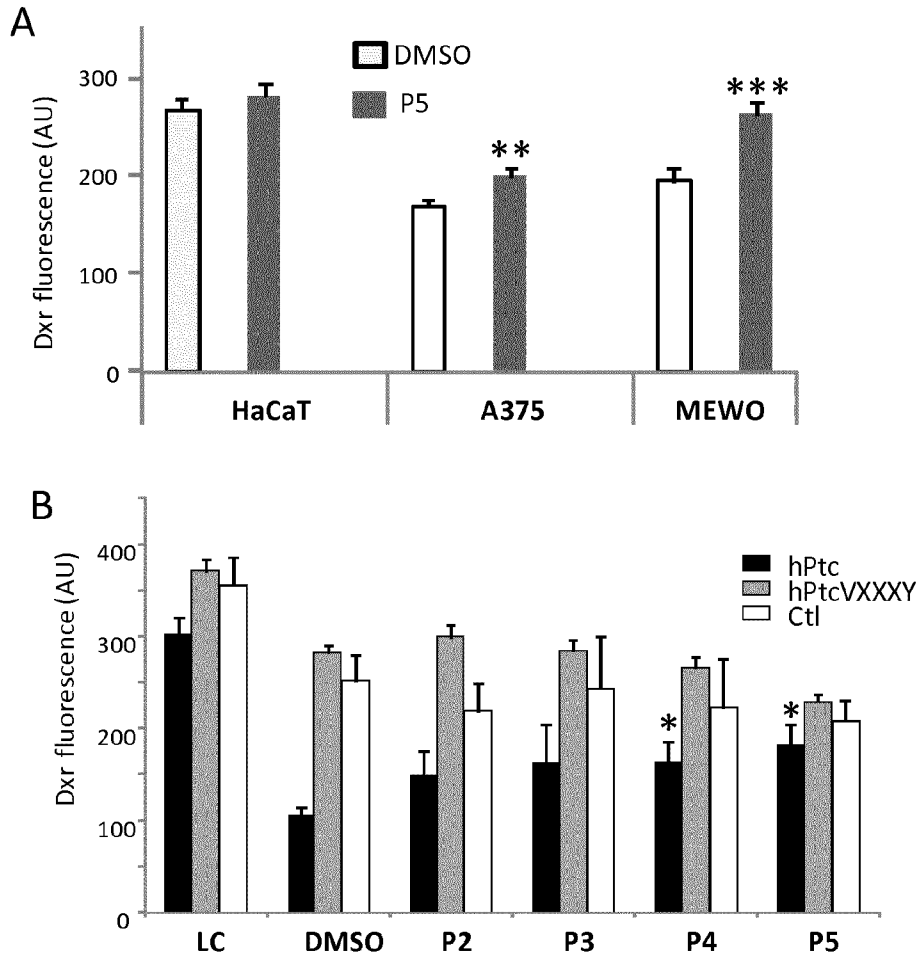 A
DMSO
P5
**
***
300
200
100
0
Dxr fluorescence (AU)
HaCaT A375 MEWO
B
hPtc
hPtcVXXXY
Ctl
400
300
200
100
0
Dxr fluorescence (AU)
*
*
LC DMSO P2 P3 P4 P5